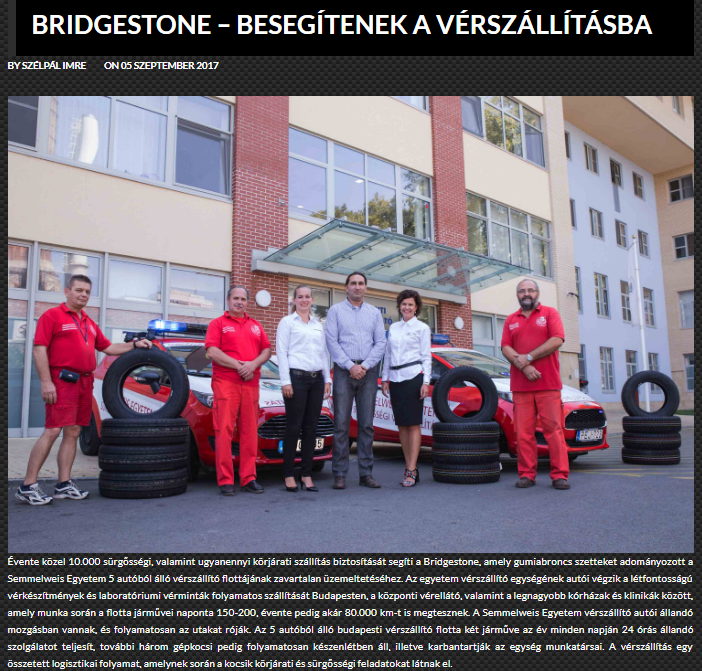 BRIDGESTONE – BESEGÍTENEK A VÉRSZÁLLÍTÁSBA
BY SZÉLPÁL IMRE ON 05 SZEPTEMBER 2017
Évente közel 10.000 sürgősségi, valamint ugyanennyi körjárati szállítás biztosítását segíti a Bridgestone, amely gumiabroncs szetteket adományozott a
Semmelweis Egyetem 5 autóból álló vérszállító flottájának zavartalan üzemeltetéséhez. Az egyetem vérszállító egységének autói végzik a létfontosságú
vérkészítmények és laboratóriumi vérminták folyamatos szállítását Budapesten, a központi vérellátó, valamint a legnagyobb kórházak és klinikák között,
amely munka során a flotta járművei naponta 150-200, évente pedig akár 80.000 km-t is megtesznek. A Semmelweis Egyetem vérszállító autói állandó
mozgásban vannak, és folyamatosan az utakat róják. Az 5 autóból álló budapesti vérszállító flotta két járműve az év minden napján 24 órás állandó
szolgálatot teljesít, további három gépkocsi pedig folyamatosan készenlétben áll, illetve karbantartják az egység munkatársai. A vérszállítás egy
összetett logisztikai folyamat, amelynek során a kocsik körjárati és sürgősségi feladatokat látnak el.